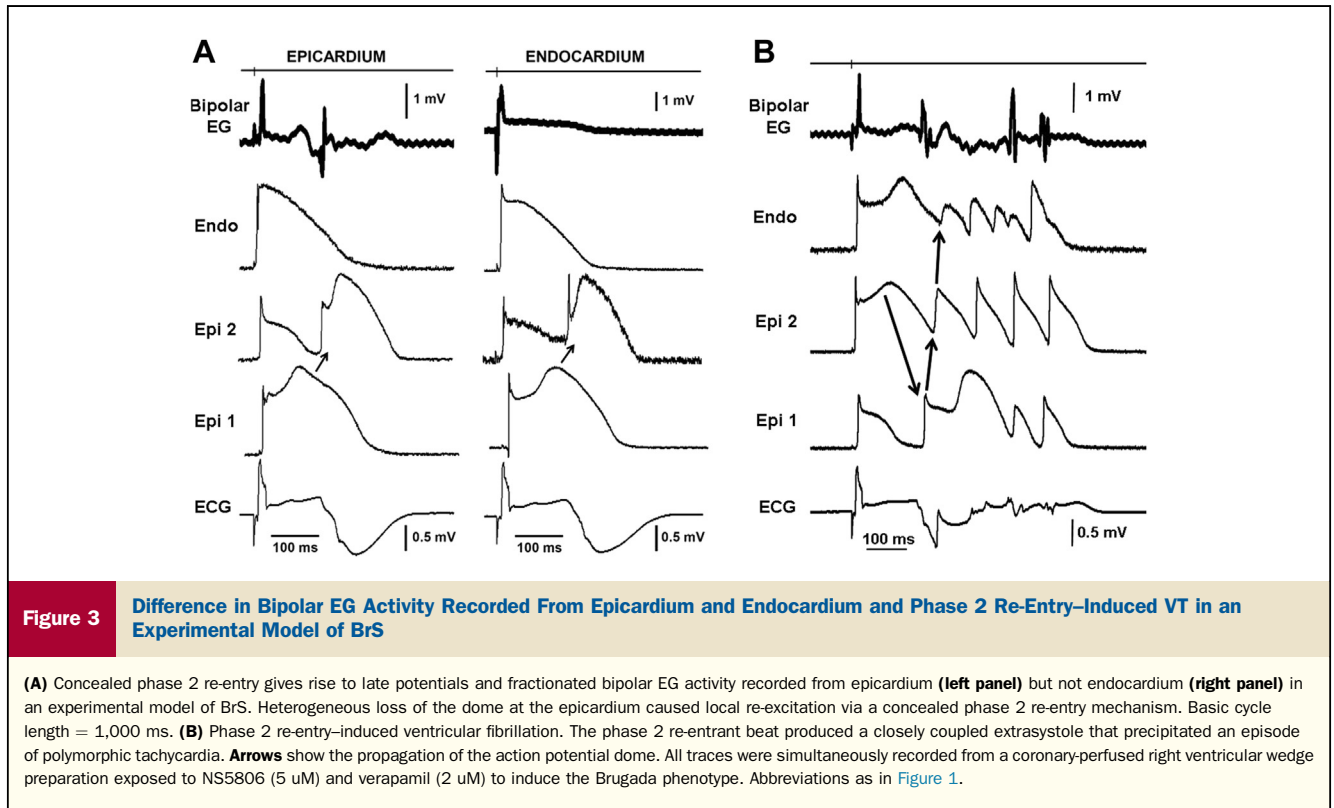 A
EPICARDIUM
ENDOCARDIUM
B
Bipolar
EG
1 mV
1 mV
Bipolar
EG
1 mV
Endo
Endo
Epi 2
Epi 2
Epi 1
Epi 1
ECG
ECG
100 ms
0.5 mV
100 ms
0.5 mV
100 ms
0.5 mV
Figure 3
Difference in Bipolar EG Activity Recorded From Epicardium and Endocardium and Phase 2 Re-Entry–Induced VT in an
Experimental Model of BrS
(A) Concealed phase 2 re-entry gives rise to late potentials and fractionated bipolar EG activity recorded from epicardium (left panel) but not endocardium (right panel) in
an experimental model of BrS. Heterogeneous loss of the dome at the epicardium caused local re-excitation via a concealed phase 2 re-entry mechanism. Basic cycle
length = 1,000 ms. (B) Phase 2 re-entry–induced ventricular fibrillation. The phase 2 re-entrant beat produced a closely coupled extrasystole that precipitated an episode
of polymorphic tachycardia. Arrows show the propagation of the action potential dome. All traces were simultaneously recorded from a coronary-perfused right ventricular wedge
preparation exposed to NS5806 (5 uM) and verapamil (2 uM) to induce the Brugada phenotype. Abbreviations as in Figure 1.